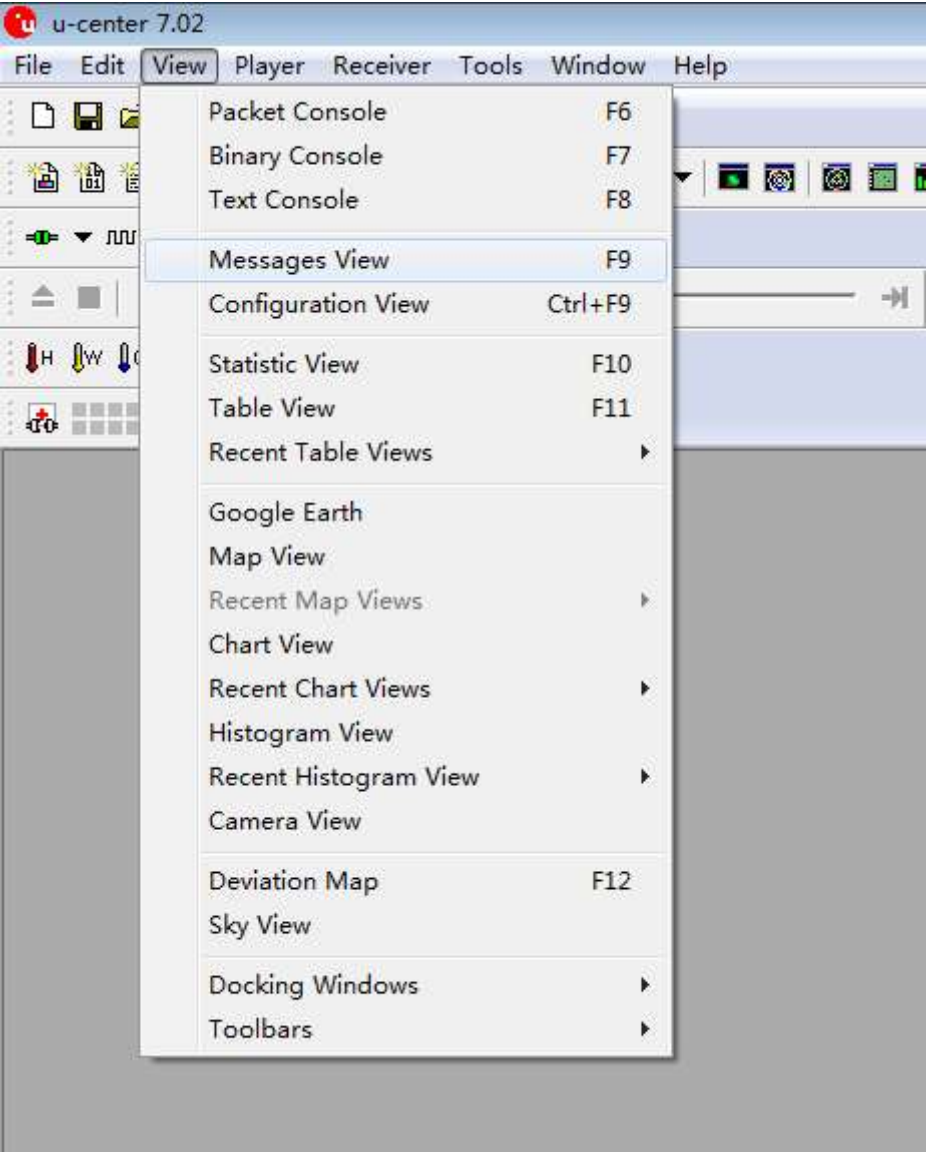 u-center 7.02
File Edit View Player Receiver Tools Window Help
Packet Console F6
Binary Console F7
Text Console F8
Messages View F9
Configuration View Ctrl+F9
Statistic View F10
Table View F11
Recent Table Views
Google Earth
Map View
Recent Map Views
Chart View
Recent Chart Views
Histogram View
Recent Histogram View
Camera View
Deviation Map F12
Sky View
Docking Windows
Toolbars
H W